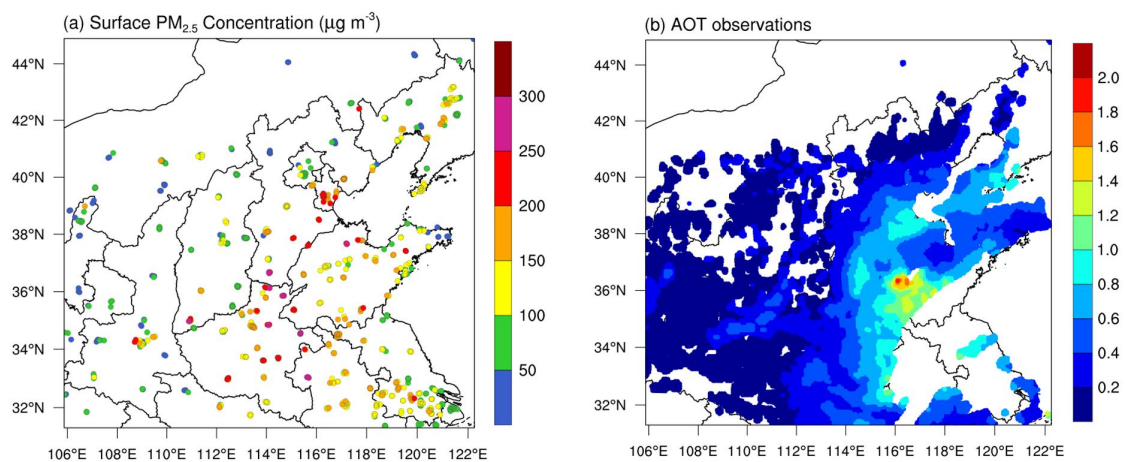 (a) Surface PM2.5 Concentration (µg m-3)
44°N
42°N
40°N
38°N
36°N
34°N
32°N
106°E 108°E 110°E 112°E 114°E 116°E 118°E 120°E 122°E
300
250
200
150
100
50
(b) AOT observations
44°N
42°N
40°N
38°N
36°N
34°N
32°N
106°E 108°E 110°E 112°E 114°E 116°E 118°E 120°E 122°E
2.0
1.8
1.6
1.4
1.2
1.0
0.8
0.6
0.4
0.2